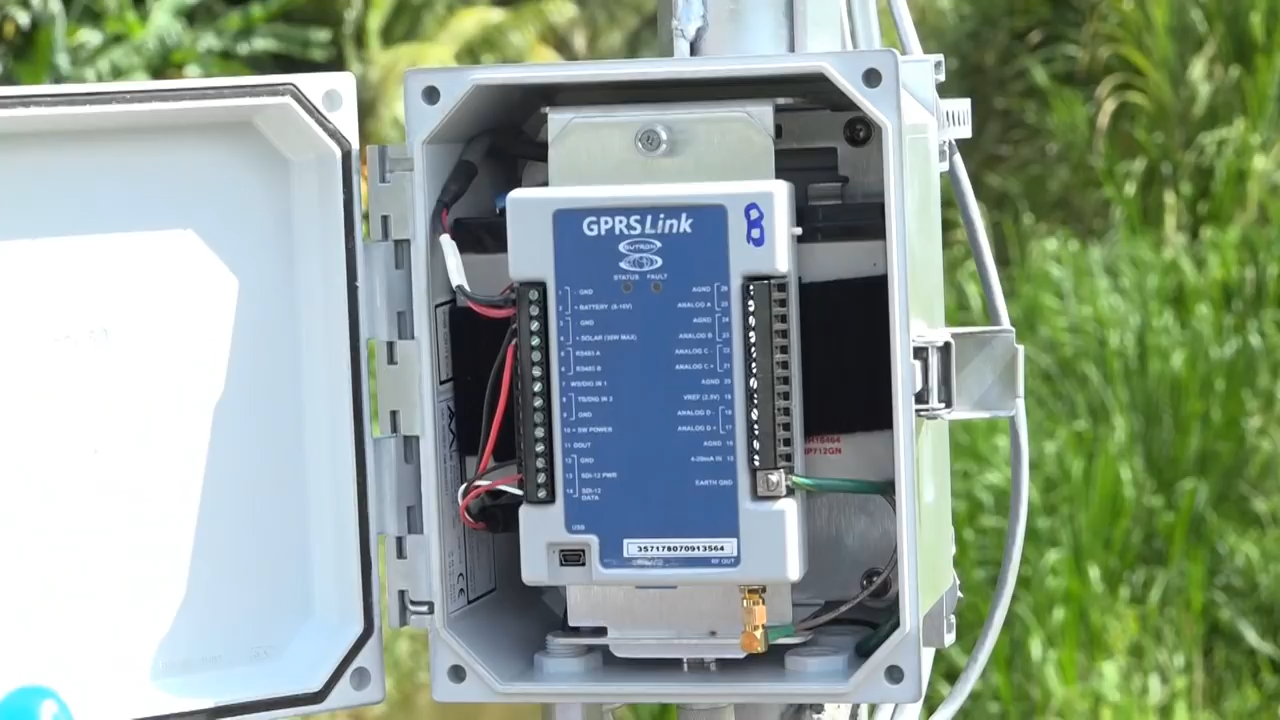 GPRSLink
B
SUTRON
STATUS FAULT
1 - GND
2 + BATTERY (8-16V)
3 - GND
4 + SOLAR (20W MAX)
5 RS485 A
6 RS485 B
7 WS/DIG IN 1
8 TB/DIG IN 2
9 GND
10 + SW POWER
11 DOUT
12 GND
13 SDI-12 PWR
14 SDI-12
DATA
AGND 26
ANALOG A 25
AGND 24
ANALOG B 23
ANALOG C - 22
ANALOG C + 21
AGND 20
VREF (2.5V) 19
ANALOG D - 18
ANALOG D + 17
AGND 16
4-20mA IN 15
EARTH GND
USB
357178070913564
RF OUT
P712GN